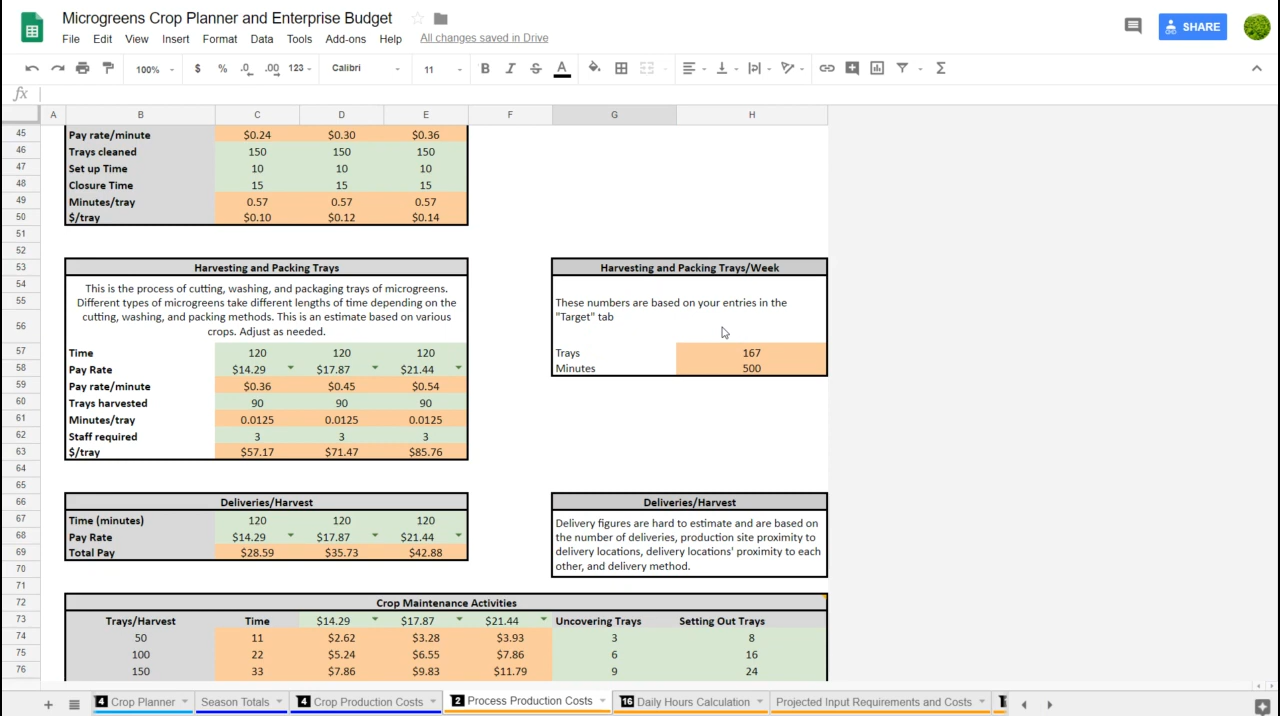 Microgreens Crop Planner and Enterprise Budget
File Edit View Insert Format Data Tools Add-ons Help All changes saved in Drive
SHARE
100% $ % .0 .00 123 Calibri 11 B I S A Σ
fx
A B C D E F G H
45 Pay rate/minute $0.24 $0.30 $0.36
46 Trays cleaned 150 150 150
47 Set up Time 10 10 10
48 Closure Time 15 15 15
49 Minutes/tray 0.57 0.57 0.57
50 $/tray $0.10 $0.12 $0.14
51
52
53 Harvesting and Packing Trays Harvesting and Packing Trays/Week
54 This is the process of cutting, washing, and packaging trays of microgreens.
55 Different types of microgreens take different lengths of time depending on the These numbers are based on your entries in the
56 cutting, washing, and packing methods. This is an estimate based on various "Target" tab
crops. Adjust as needed.
57 Time 120 120 120 Trays 167
58 Pay Rate $14.29 $17.87 $21.44 Minutes 500
59 Pay rate/minute $0.36 $0.45 $0.54
60 Trays harvested 90 90 90
61 Minutes/tray 0.0125 0.0125 0.0125
62 Staff required 3 3 3
63 $/tray $57.17 $71.47 $85.76
64
65
66 Deliveries/Harvest Deliveries/Harvest
67 Time (minutes) 120 120 120 Delivery figures are hard to estimate and are based on
68 Pay Rate $14.29 $17.87 $21.44 the number of deliveries, production site proximity to
69 Total Pay $28.59 $35.73 $42.88 delivery locations, delivery locations' proximity to each
70 other, and delivery method.
71
72 Crop Maintenance Activities
73 Trays/Harvest Time $14.29 $17.87 $21.44 Uncovering Trays Setting Out Trays
74 50 11 $2.62 $3.28 $3.93 3 8
75 100 22 $5.24 $6.55 $7.86 6 16
76 150 33 $7.86 $9.83 $11.79 9 24
4 Crop Planner Season Totals 4 Crop Production Costs 2 Process Production Costs 16 Daily Hours Calculation Projected Input Requirements and Costs